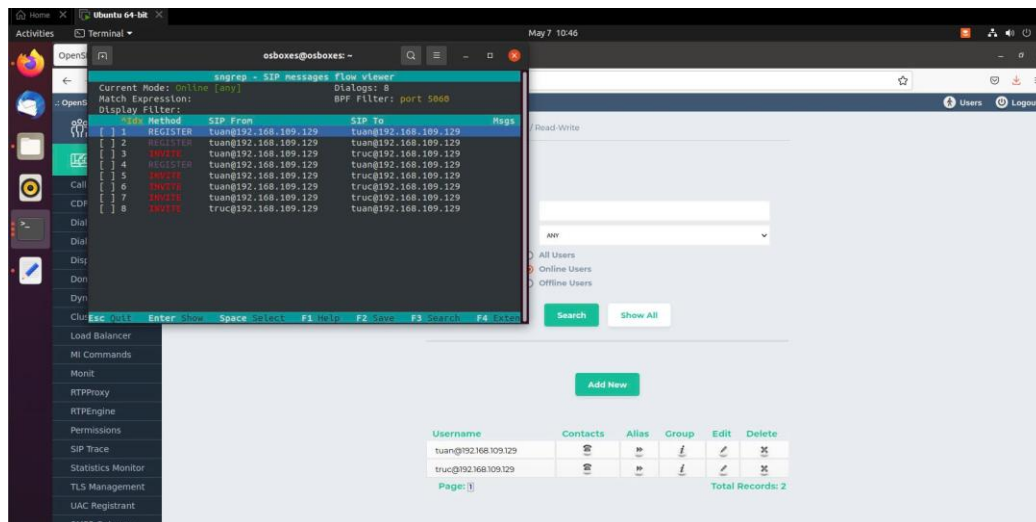 Home
Ubuntu 64-bit
Activities
Terminal
May 7 10:46
OpenS
osboxes@osboxes: ~
sngrep - SIP messages flow viewer
Current Mode: Online [any] Dialogs: 8
Match Expression: BPF Filter: port 5060
Display Filter:
^Idx Method SIP From SIP To Msgs
[ ] 1 REGISTER tuan@192.168.109.129 tuan@192.168.109.129
[ ] 2 REGISTER tuan@192.168.109.129 tuan@192.168.109.129
[ ] 3 INVITE tuan@192.168.109.129 truc@192.168.109.129
[ ] 4 REGISTER tuan@192.168.109.129 tuan@192.168.109.129
[ ] 5 INVITE tuan@192.168.109.129 truc@192.168.109.129
[ ] 6 INVITE tuan@192.168.109.129 truc@192.168.109.129
[ ] 7 INVITE tuan@192.168.109.129 truc@192.168.109.129
[ ] 8 INVITE truc@192.168.109.129 tuan@192.168.109.129
Esc Quit Enter Show Space Select F1 Help F2 Save F3 Search F4 Exten
.: OpenS
Users
Logou
/ Read-Write
Call
CDR
Dial
Dial
Disp
Dom
Dyn
Clus
Load Balancer
MI Commands
Monit
RTPProxy
RTPEngine
Permissions
SIP Trace
Statistics Monitor
TLS Management
UAC Registrant
ANY
All Users
Online Users
Offline Users
Search
Show All
Add New
Username Contacts Alias Group Edit Delete
tuan@192.168.109.129
truc@192.168.109.129
Page: 1 Total Records: 2